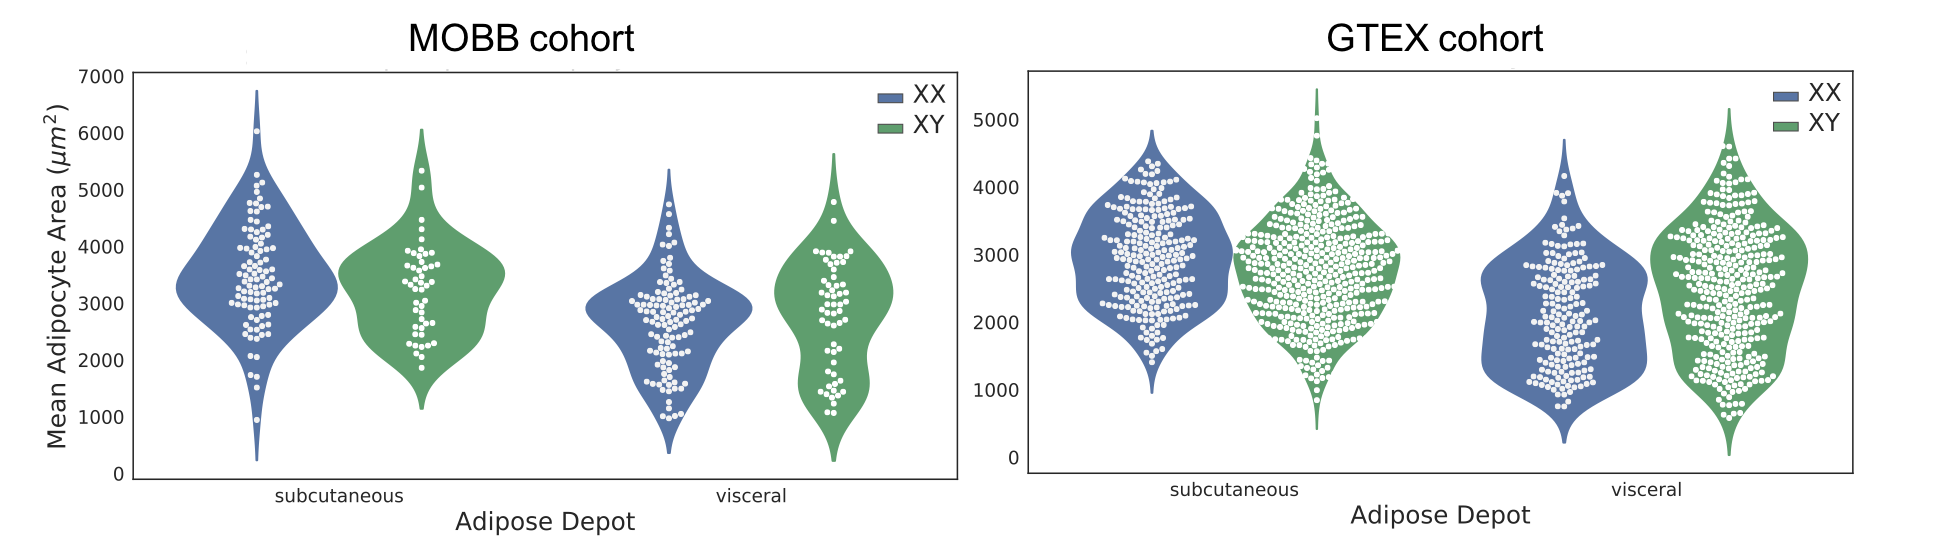 MOBB cohort
7000
6000
5000
4000
3000
2000
1000
0
Mean Adipocyte Area (μm²)
XX
XY
subcutaneous visceral
Adipose Depot
GTEX cohort
5000
4000
3000
2000
1000
0
XX
XY
subcutaneous visceral
Adipose Depot